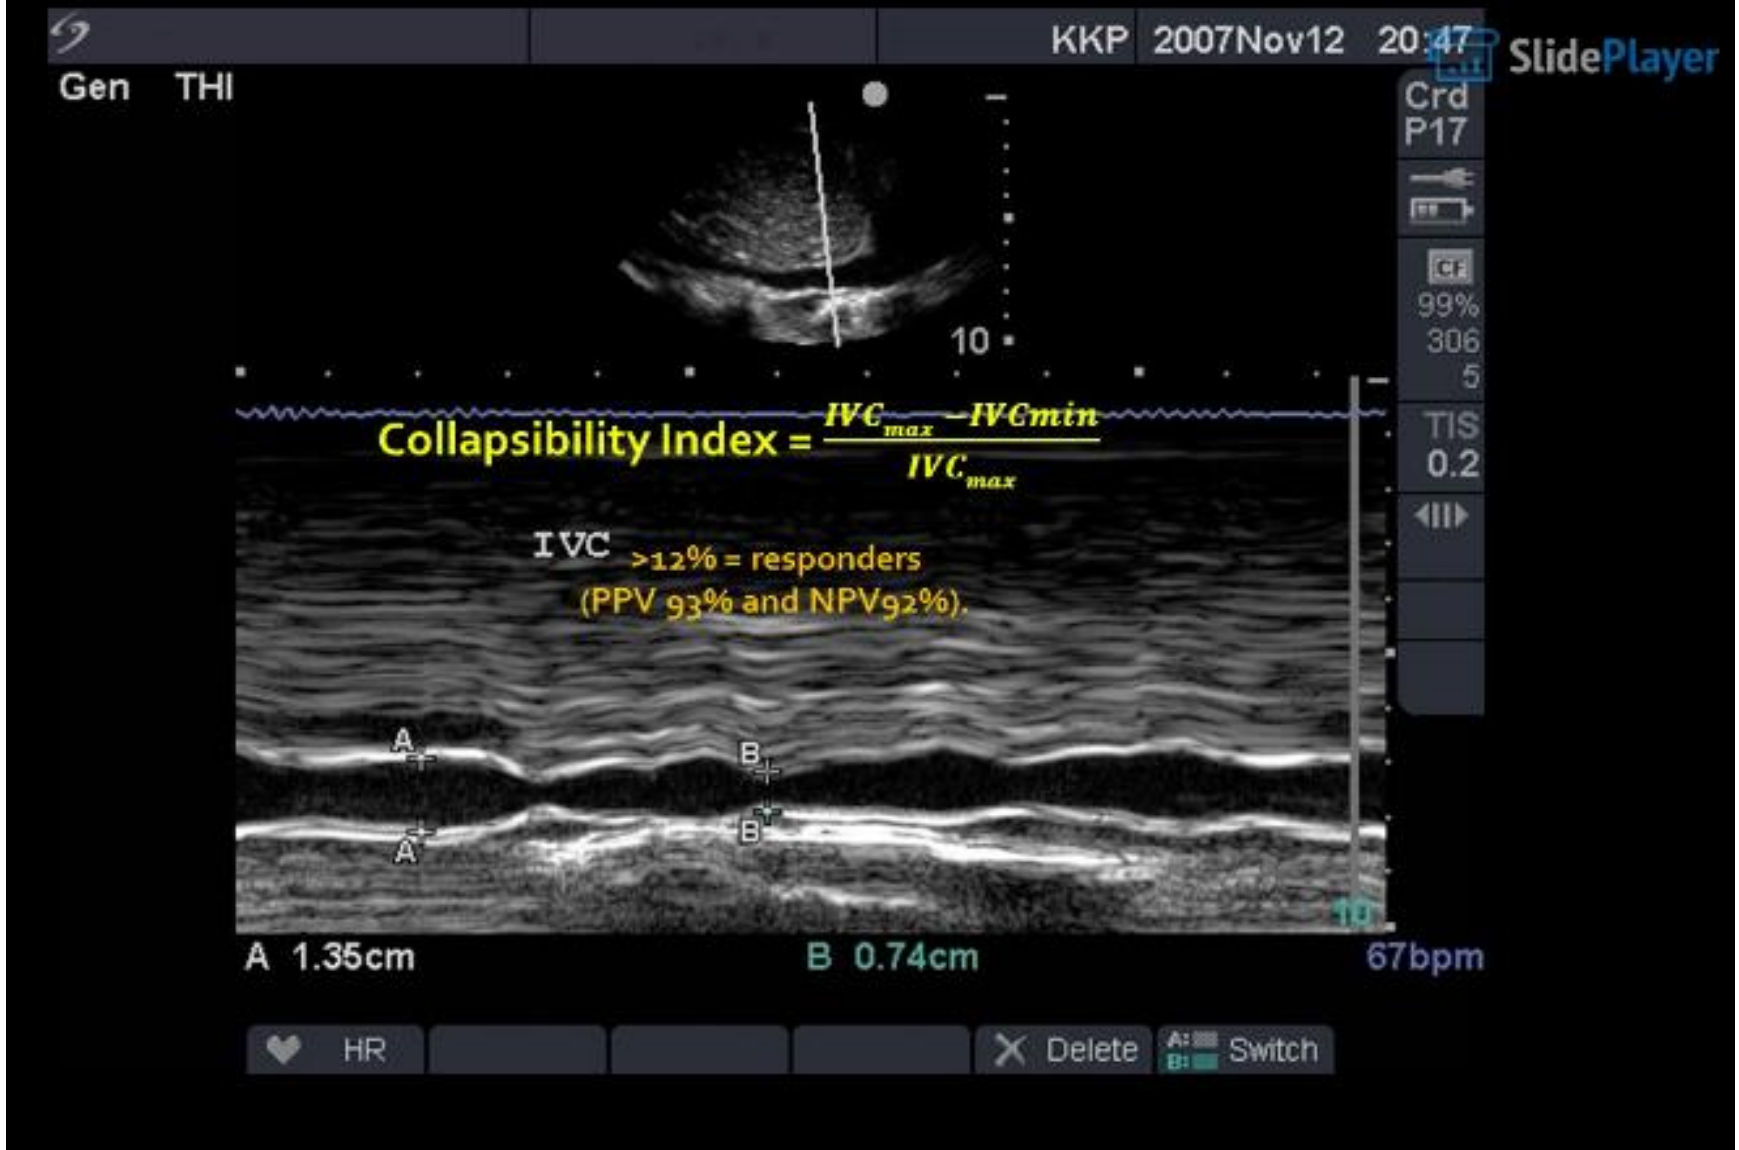 KKP 2007Nov12 20:47
SlidePlayer
Gen THI
Crd
P17
CF
99%
306
5
TIS
0.2
10
Collapsibility Index = IVCmax −IVCmin
IVCmax
IVC
>12% = responders
(PPV 93% and NPV92%).
A
B
A
B
10
A 1.35cm B 0.74cm 67bpm
HR Delete A: B: Switch